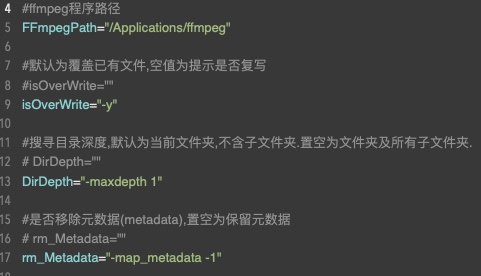 4 #ffmpeg程序路径
5 FFmpegPath="/Applications/ffmpeg"
6
7 #默认为覆盖已有文件,空值为提示是否复写
8 #isOverWrite=""
9 isOverWrite="-y"
10
11 #搜寻目录深度,默认为当前文件夹,不含子文件夹.置空为文件夹及所有子文件夹.
12 # DirDepth=""
13 DirDepth="-maxdepth 1"
14
15 #是否移除元数据(metadata),置空为保留元数据
16 # rm_Metadata=""
17 rm_Metadata="-map_metadata -1"